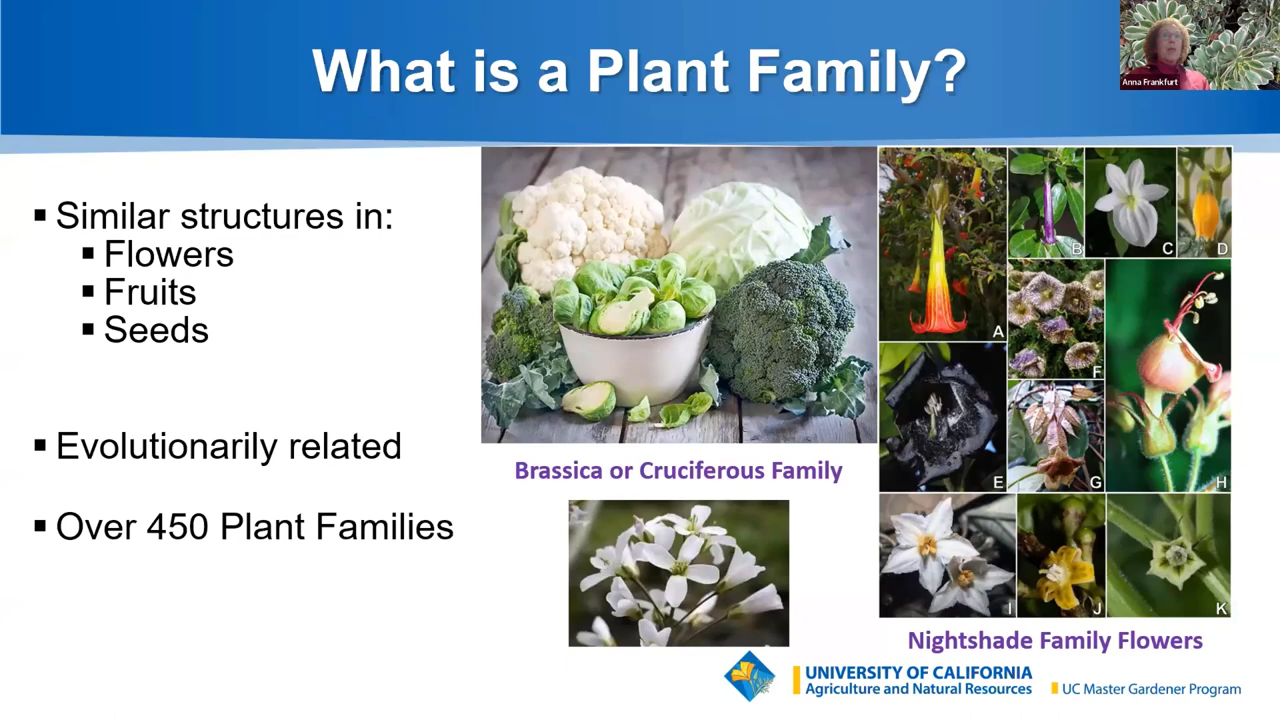 What is a Plant Family?
Anna Frankfurt
▪ Similar structures in:
▪ Flowers
▪ Fruits
▪ Seeds
▪ Evolutionarily related
▪ Over 450 Plant Families
Brassica or Cruciferous Family
A
B
C
D
E
F
G
H
I
J
K
Nightshade Family Flowers
UNIVERSITY OF CALIFORNIA
Agriculture and Natural Resources
UC Master Gardener Program